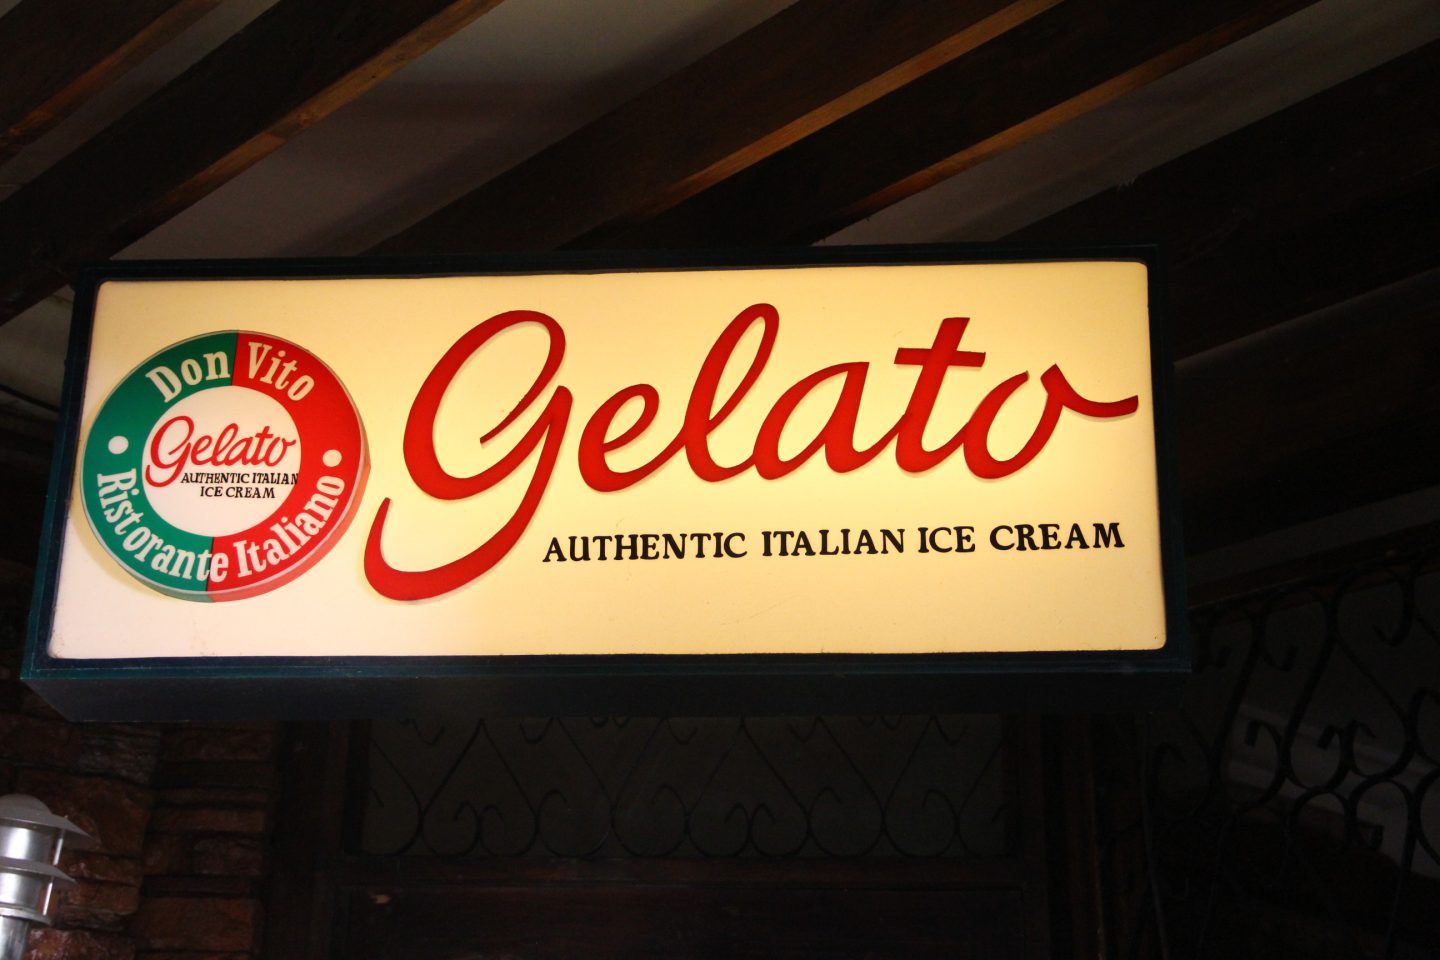 Don Vito
Gelato
AUTHENTIC ITALIAN
ICE CREAM
Ristorante Italiano
Gelato
AUTHENTIC ITALIAN ICE CREAM